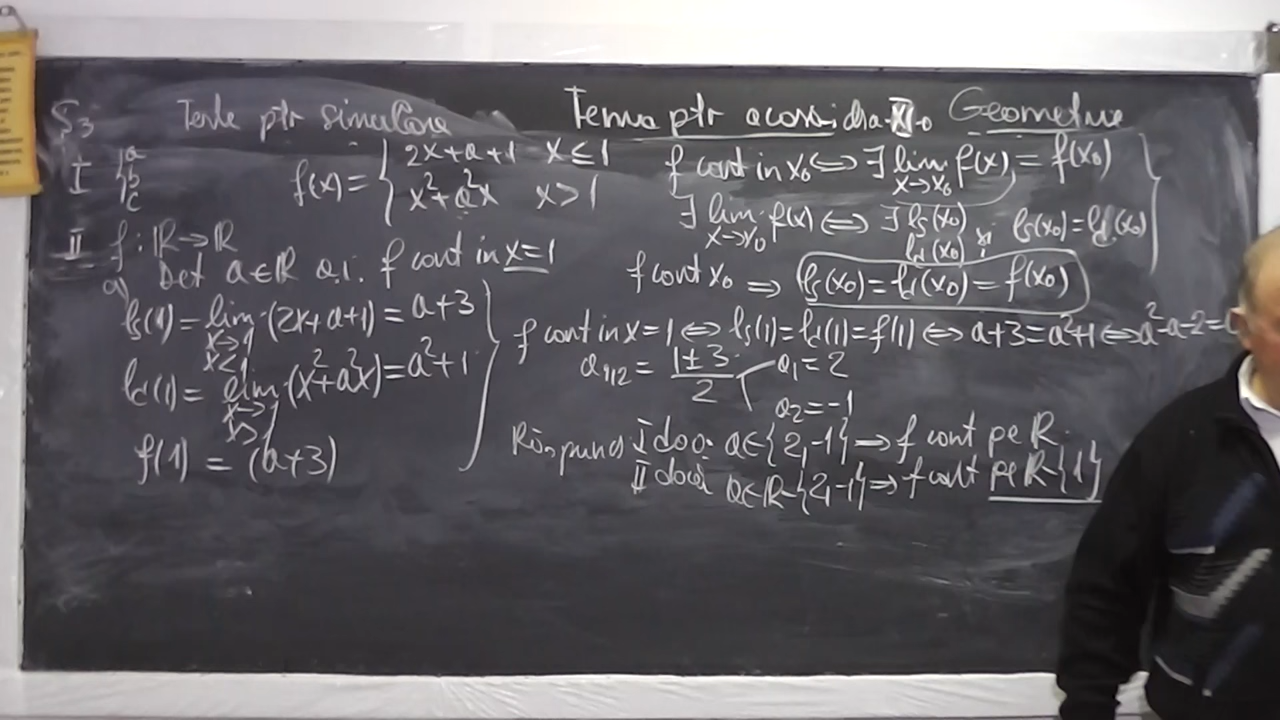 S3 Teste ptr simulare
Tema ptr acasă Geometrie
I a b c
f(x) = { 2x+a+1 x ≤ 1
x²+a²x x > 1
II f: R→R
a) Det a∈R a.i. f cont in x=1
ls(1) = lim (2x+a+1) = a+3
x→1
x<1
ld(1) = lim (x²+a²x) = a²+1
x→1
x>1
f(1) = (a+3)
f cont in x0 ⇔ ∃ lim f(x) = f(x0)
x→x0
∃ lim f(x) ⇔ ∃ ls(x0) ld(x0) și ls(x0) = ld(x0)
x→x0
f cont x0 ⇒ ls(x0) = ld(x0) = f(x0)
f cont in x=1 ⇔ ls(1) = ld(1) = f(1) ⇔ a+3 = a²+1 ⇔ a²-a-2=0
a1,2 = (1±3)/2 a1 = 2
a2 = -1
Răspuns I dacă a∈{2,-1} ⇒ f cont pe R
II dacă a∈R-{2,-1} ⇒ f cont pe R-{1}